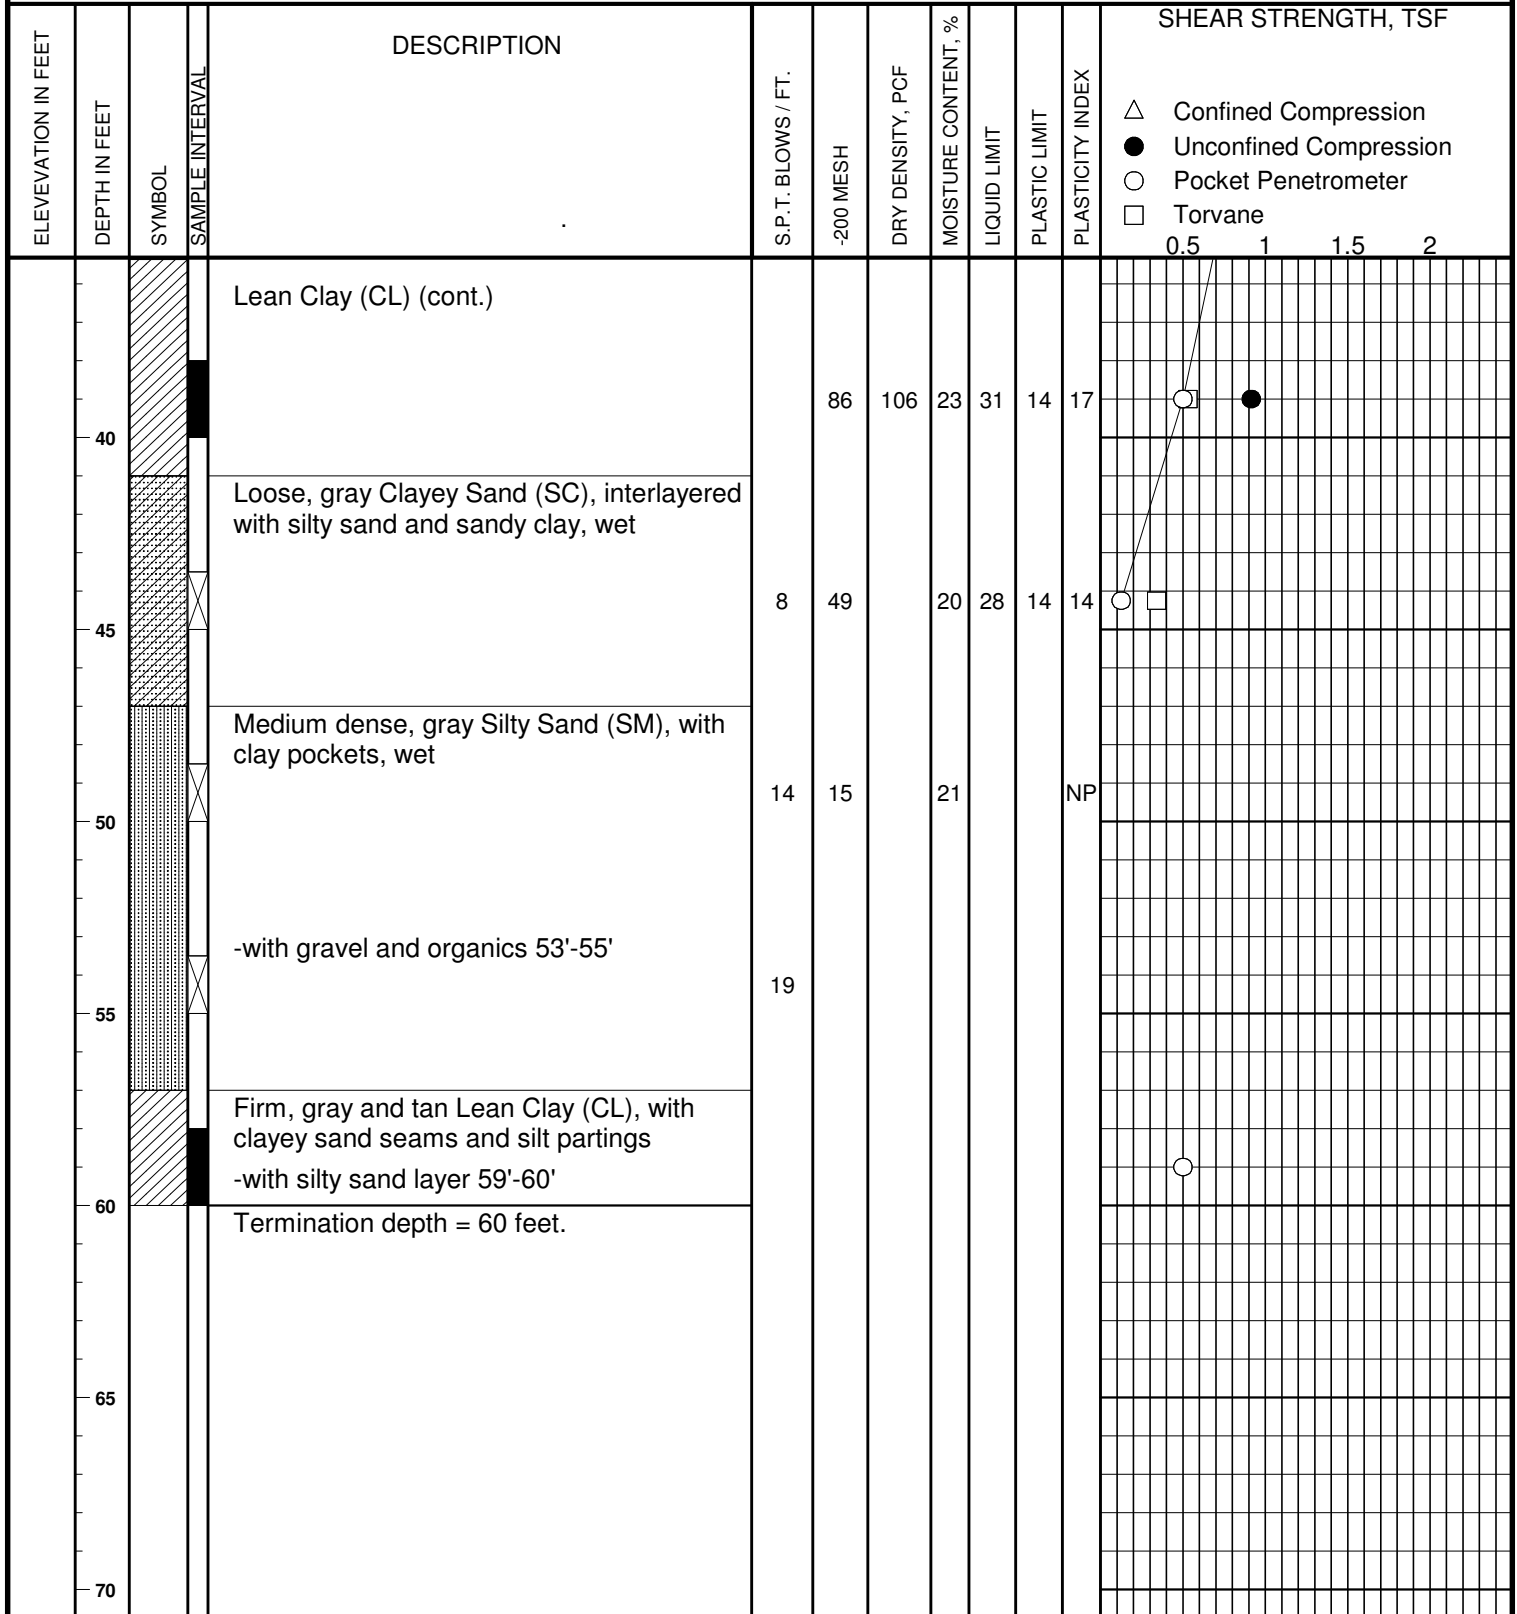 SHEAR STRENGTH, TSF
ELEVEVATION IN FEET
DEPTH IN FEET
SYMBOL
SAMPLE INTERVAL
DESCRIPTION
.
S.P.T. BLOWS / FT.
-200 MESH
DRY DENSITY, PCF
MOISTURE CONTENT, %
LIQUID LIMIT
PLASTIC LIMIT
PLASTICITY INDEX
Confined Compression
Unconfined Compression
Pocket Penetrometer
Torvane
0.5 1 1.5 2
Lean Clay (CL) (cont.)
86 106 23 31 14 17
40
Loose, gray Clayey Sand (SC), interlayered
with silty sand and sandy clay, wet
8 49 20 28 14 14
45
Medium dense, gray Silty Sand (SM), with
clay pockets, wet
14 15 21 NP
50
-with gravel and organics 53'-55'
19
55
Firm, gray and tan Lean Clay (CL), with
clayey sand seams and silt partings
-with silty sand layer 59'-60'
60
Termination depth = 60 feet.
65
70